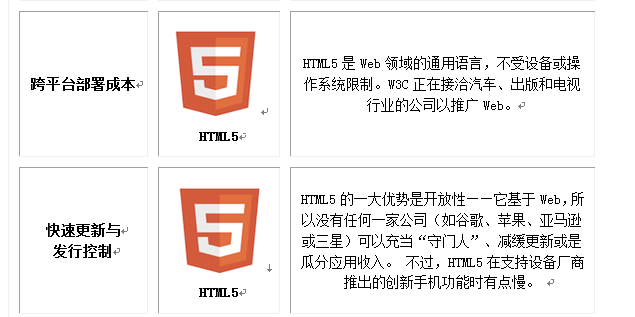 跨平台部署成本
HTML5
HTML5 是 Web 领域的通用语言，不受设备或操
作系统限制。W3C 正在接洽汽车、出版和电视
行业的公司以推广 Web。
快速更新与
发行控制
HTML5
HTML5 的一大优势是开放性——它基于 Web，所
以没有任何一家公司（如谷歌、苹果、亚马逊
或三星）可以充当“守门人”、减缓更新或是
瓜分应用收入。 不过，HTML5 在支持设备厂商
推出的创新手机功能时有点慢。